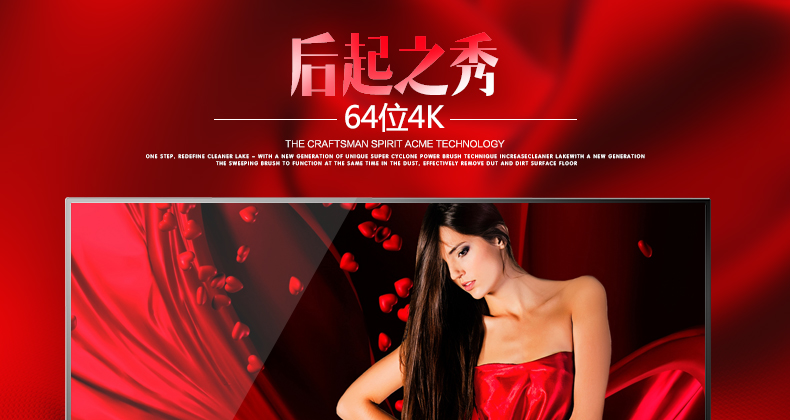 后起之秀
64位4K
THE CRAFTSMAN SPIRIT ACME TECHNOLOGY
ONE STEP, REDEFINE CLEANER LAKE - WITH A NEW GENERATION OF UNIQUE SUPER CYCLONE POWER BRUSH TECHNIQUE INCREASECLEANER LAKEWITH A NEW GENERATION
THE SWEEPING BRUSH TO FUNCTION AT THE SAME TIME IN THE DUST, EFFECTIVELY REMOVE OUT AND DIRT SURFACE FLOOR